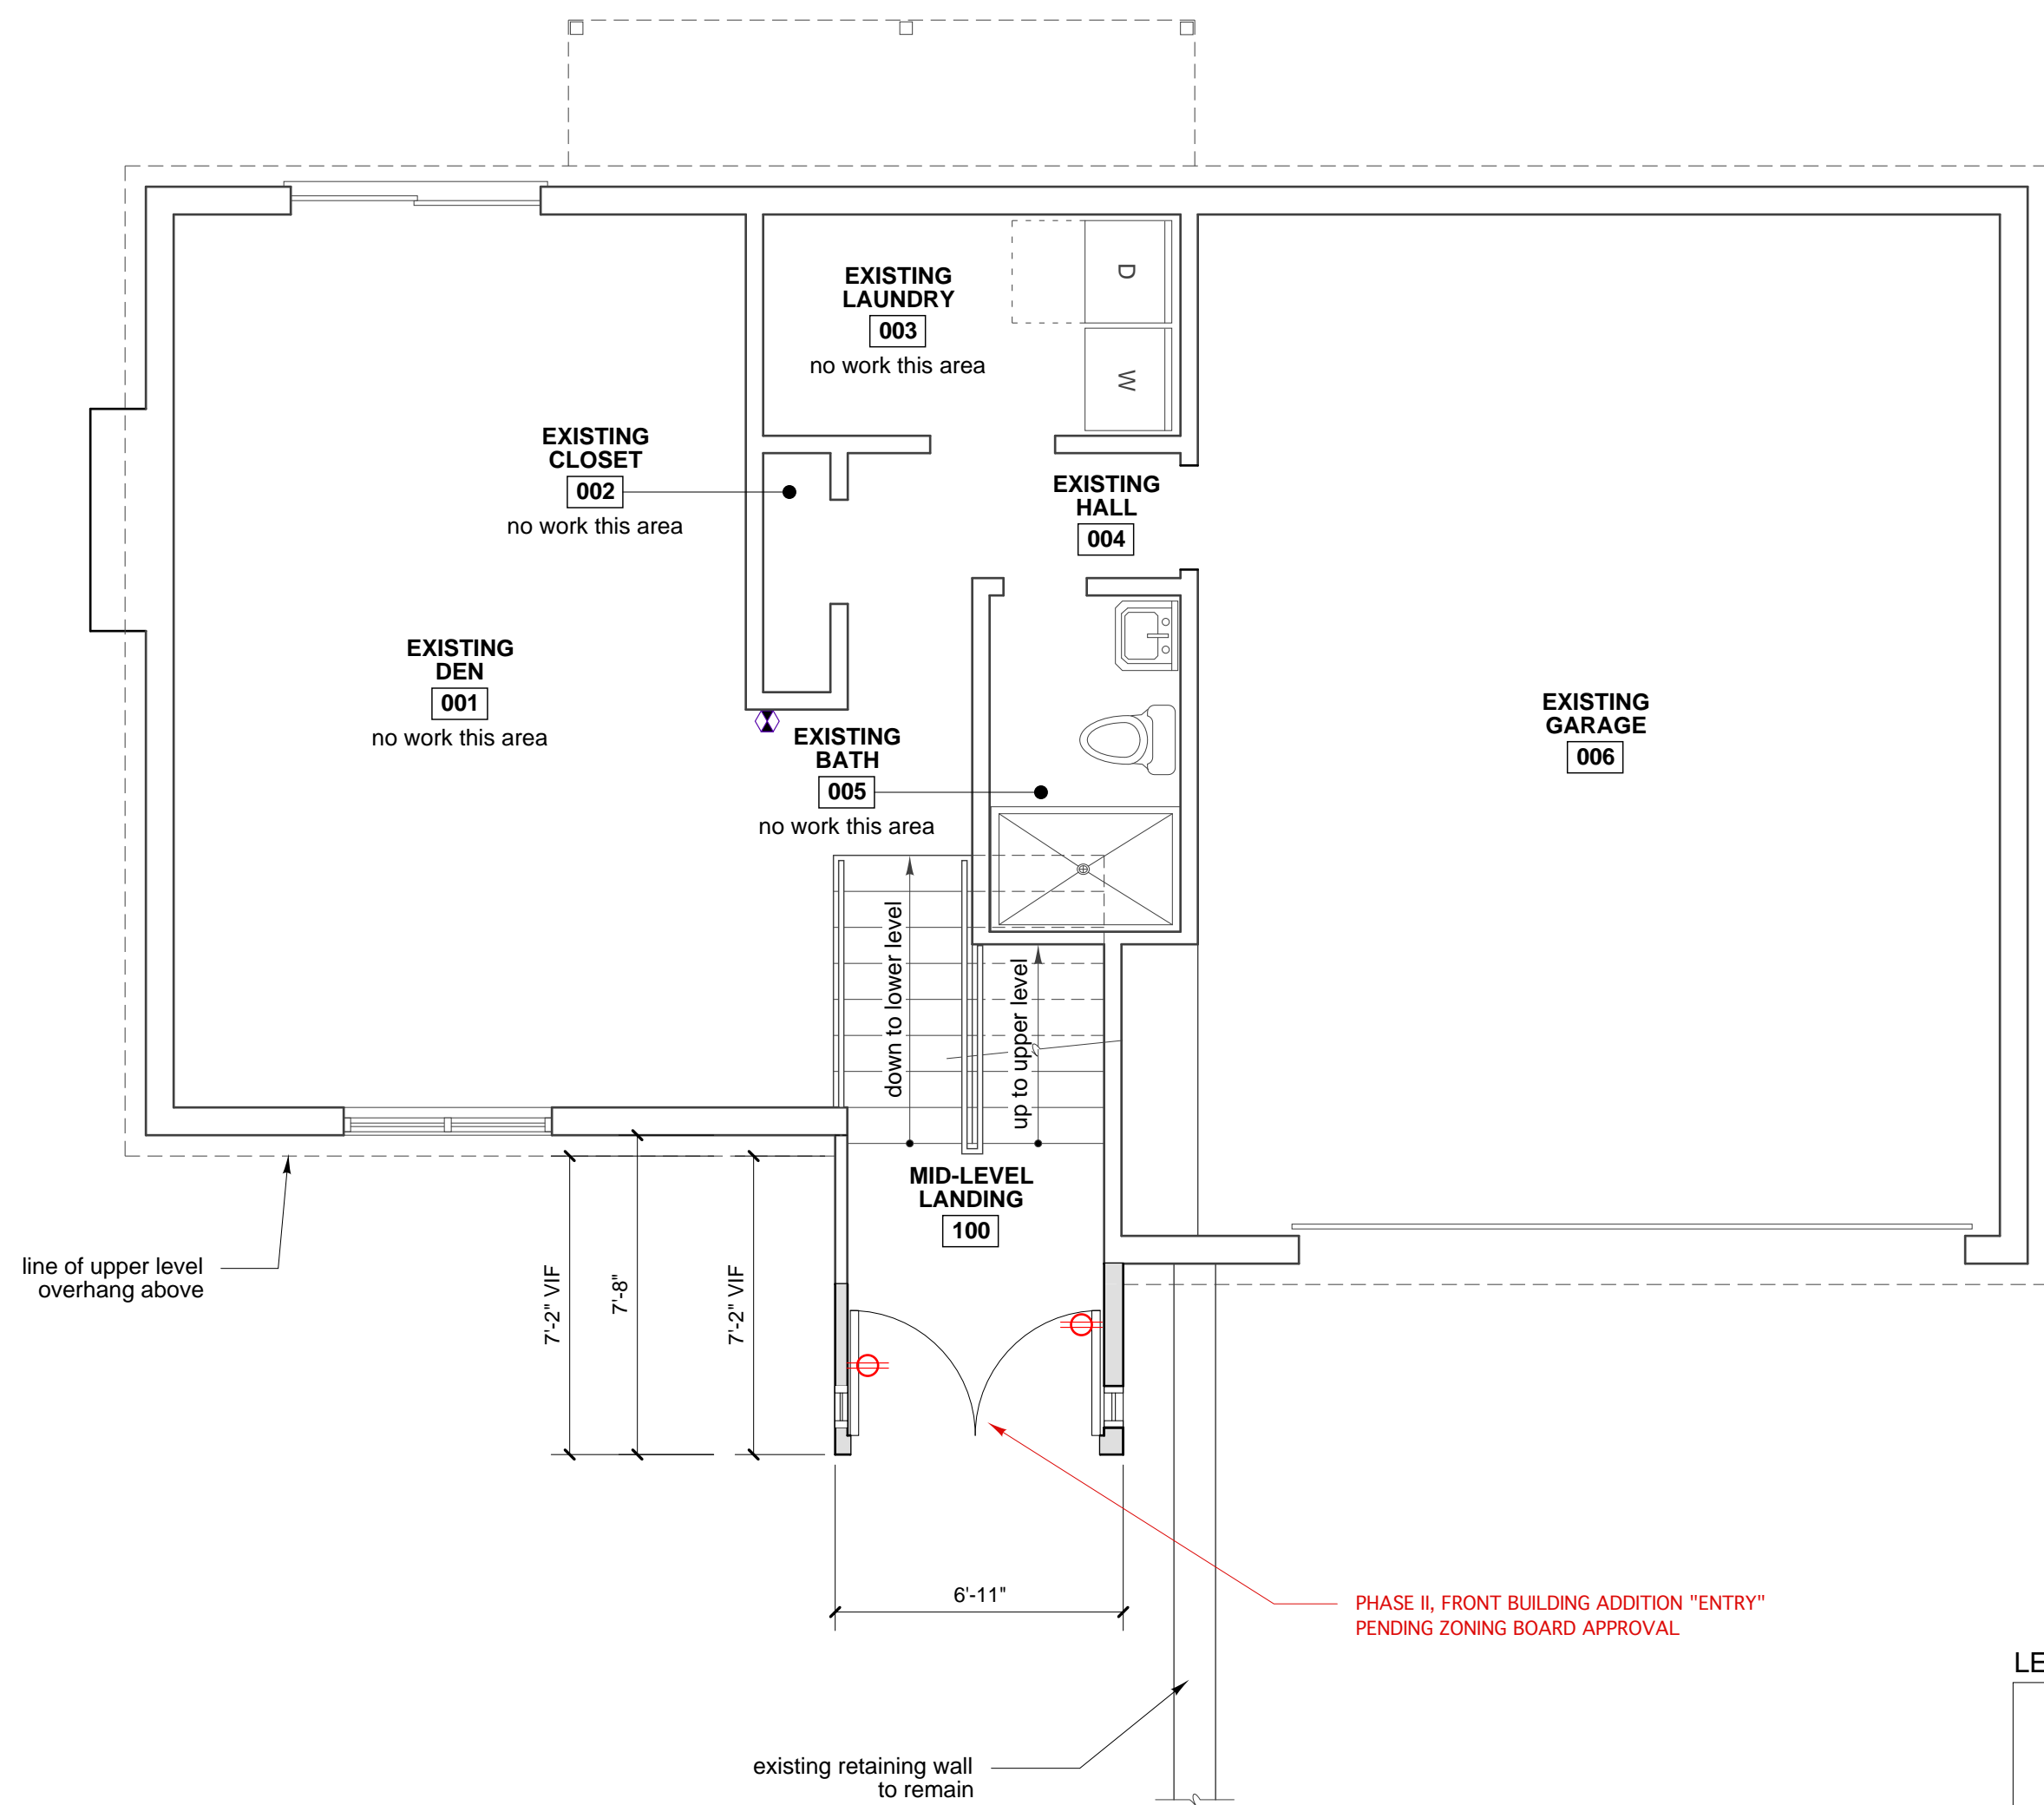 EXISTING
LAUNDRY
003
no work this area
D
W
EXISTING
CLOSET
002
no work this area
EXISTING
HALL
004
EXISTING
DEN
001
no work this area
EXISTING
BATH
005
no work this area
EXISTING
GARAGE
006
down to lower level
up to upper level
MID-LEVEL
LANDING
100
line of upper level
overhang above
7'-2" VIF
7'-8"
7'-2" VIF
6'-11"
PHASE II, FRONT BUILDING ADDITION "ENTRY"
PENDING ZONING BOARD APPROVAL
LE
existing retaining wall
to remain